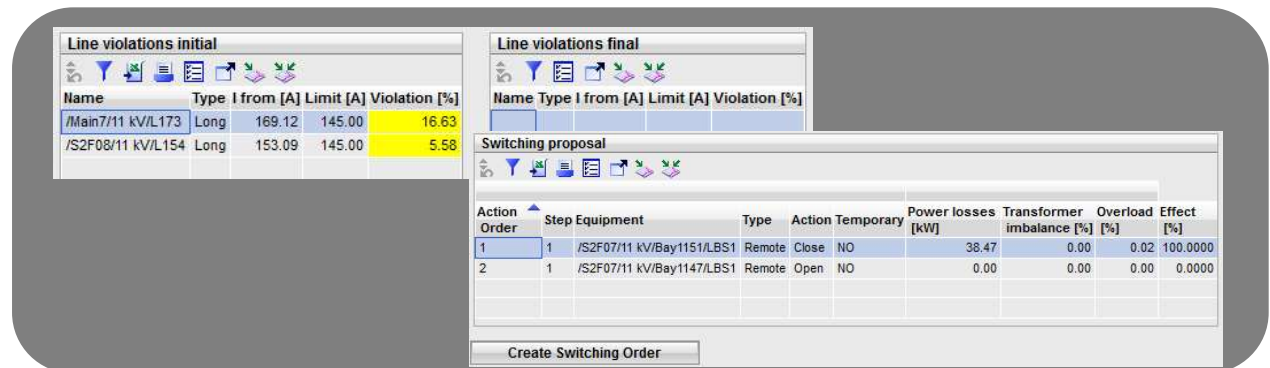 Line violations initial
Name Type I from [A] Limit [A] Violation [%]
/Main7/11 kV/L173 Long 169.12 145.00 16.63
/S2F08/11 kV/L154 Long 153.09 145.00 5.58
Line violations final
Name Type I from [A] Limit [A] Violation [%]
Switching proposal
Action Order Step Equipment Type Action Temporary Power losses [kW] Transformer imbalance [%] Overload [%] Effect [%]
1 1 /S2F07/11 kV/Bay1151/LBS1 Remote Close NO 38.47 0.00 0.02 100.0000
2 1 /S2F07/11 kV/Bay1147/LBS1 Remote Open NO 0.00 0.00 0.00 0.0000
Create Switching Order